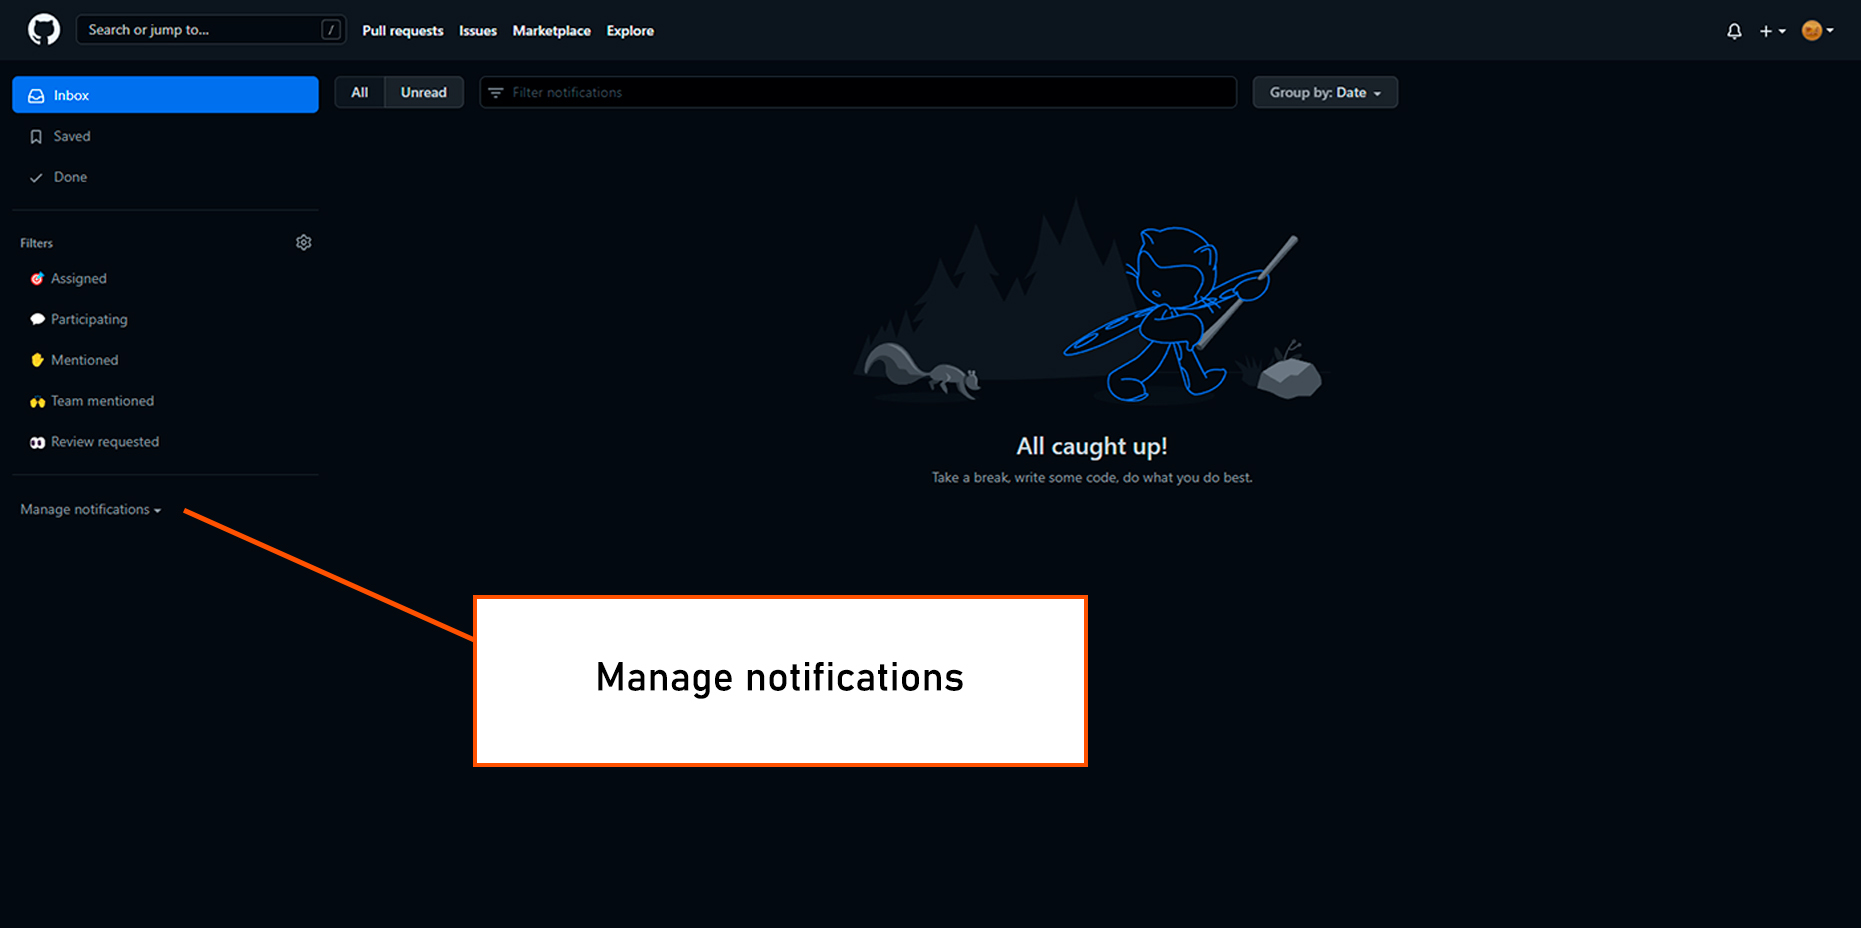 Search or jump to...
/
Pull requests
Issues
Marketplace
Explore
Inbox
Saved
Done
Filters
Assigned
Participating
Mentioned
Team mentioned
Review requested
Manage notifications
All
Unread
Filter notifications
Group by: Date
All caught up!
Take a break, write some code, do what you do best.
Manage notifications